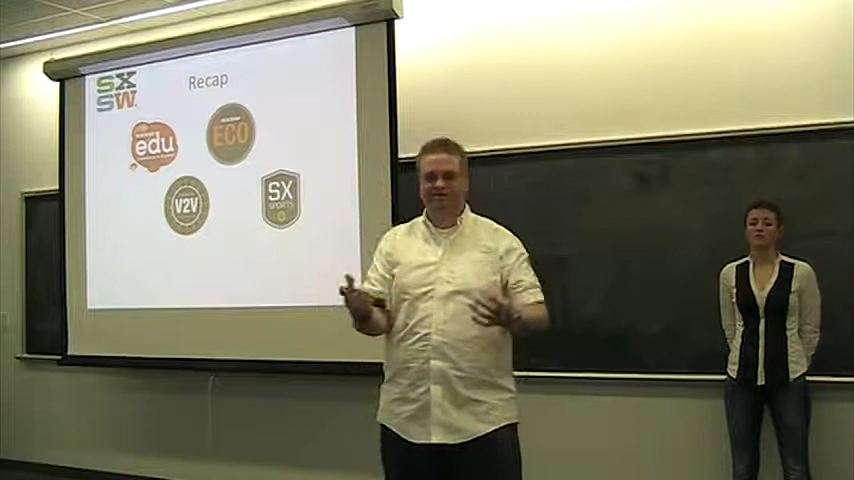 SX
SW
Recap
edu
ECO
V2V
SX
SPORTS